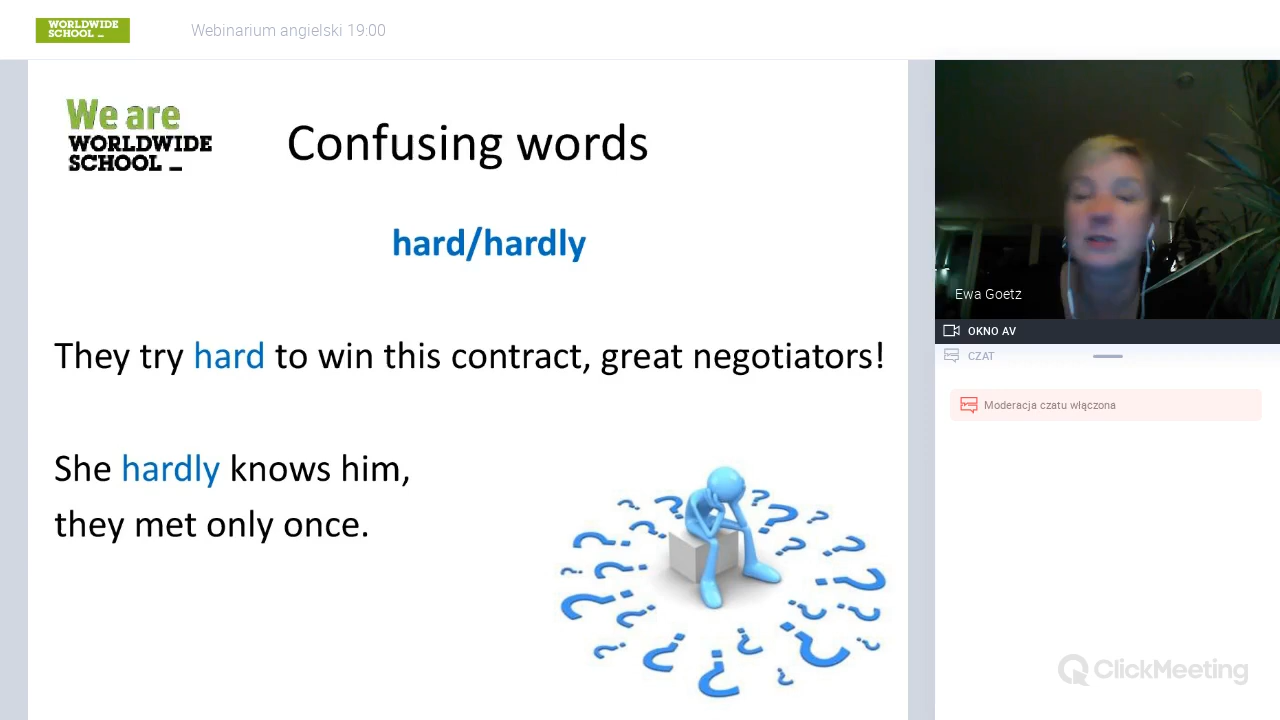 WORLDWIDE
SCHOOL _
Webinarium angielski 19:00
We are
WORLDWIDE
SCHOOL _
Confusing words
hard/hardly
They try hard to win this contract, great negotiators!
She hardly knows him,
they met only once.
Ewa Goetz
OKNO AV
CZAT
Moderacja czatu włączona
ClickMeeting